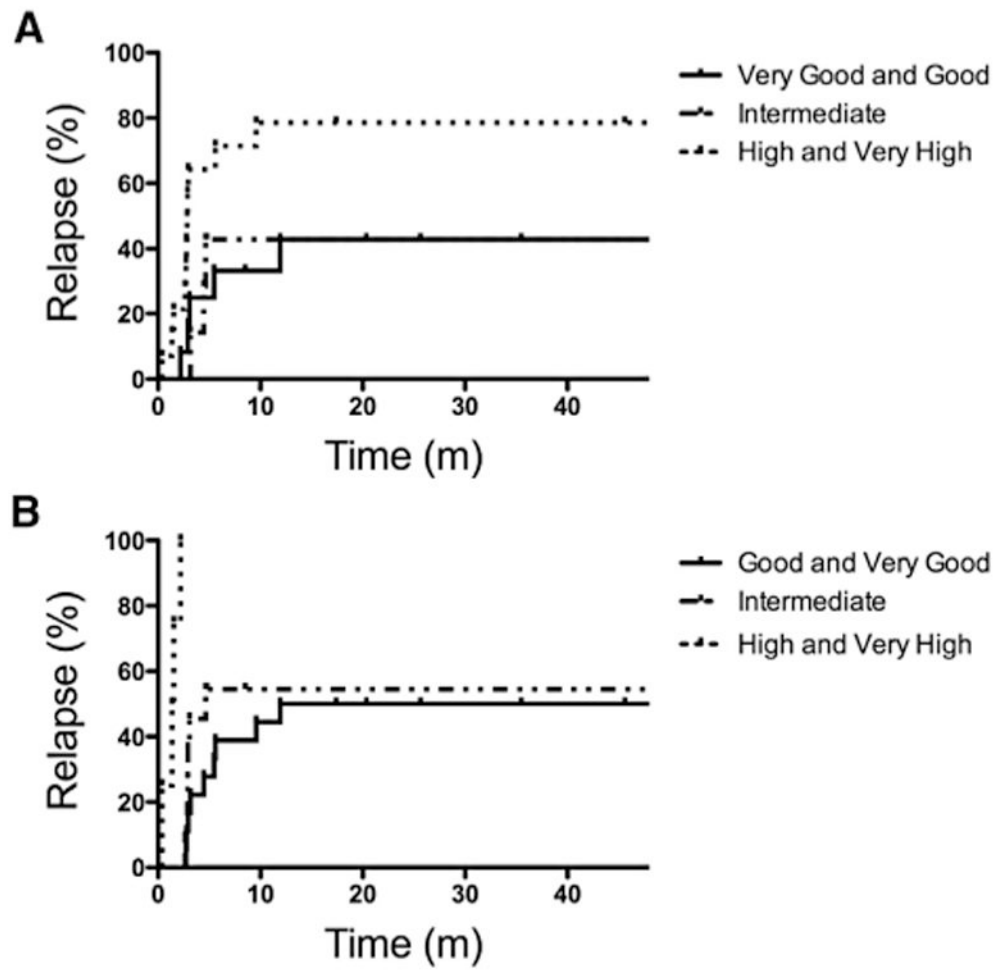 A
100
80
60
40
20
0
Relapse (%)
0 10 20 30 40
Time (m)
Very Good and Good
Intermediate
High and Very High
B
100
80
60
40
20
0
Relapse (%)
0 10 20 30 40
Time (m)
Good and Very Good
Intermediate
High and Very High